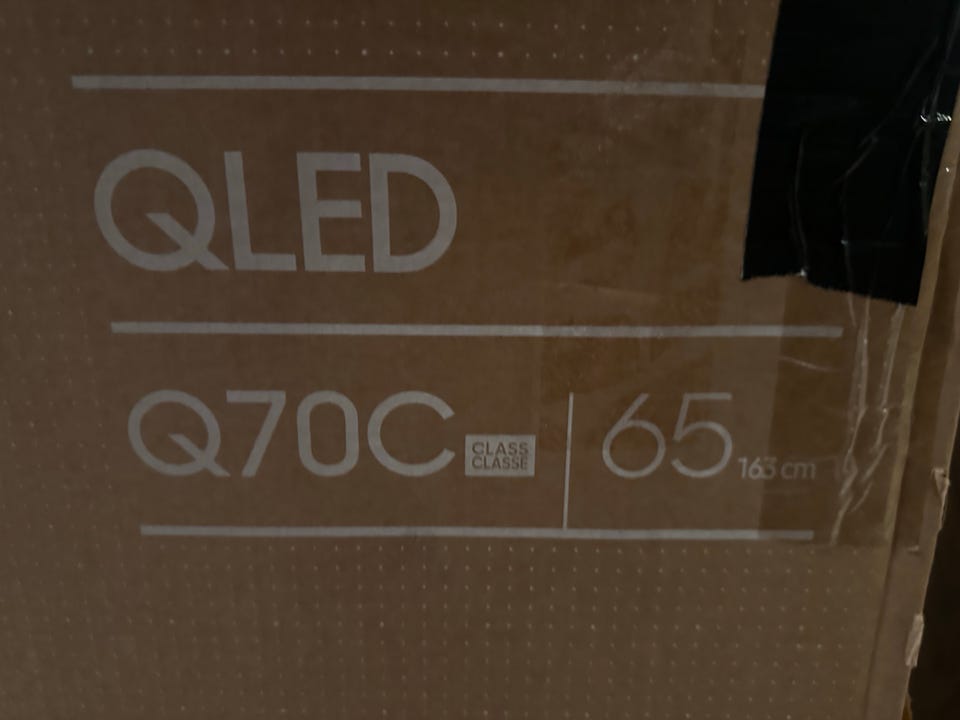 QLED
Q70C CLASS CLASSE 65 163 cm